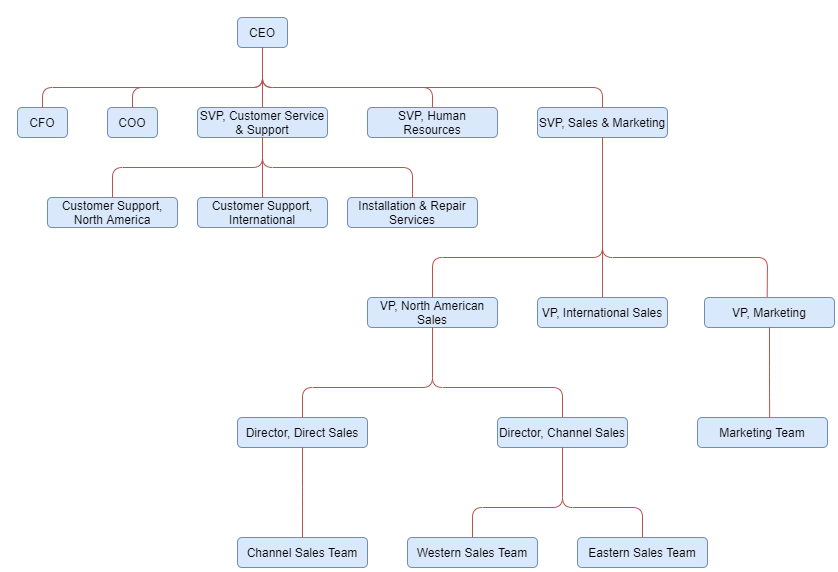 CEO
CFO
COO
SVP, Customer Service
& Support
SVP, Human
Resources
SVP, Sales & Marketing
Customer Support,
North America
Customer Support,
International
Installation & Repair
Services
VP, North American
Sales
VP, International Sales
VP, Marketing
Director, Direct Sales
Director, Channel Sales
Marketing Team
Channel Sales Team
Western Sales Team
Eastern Sales Team